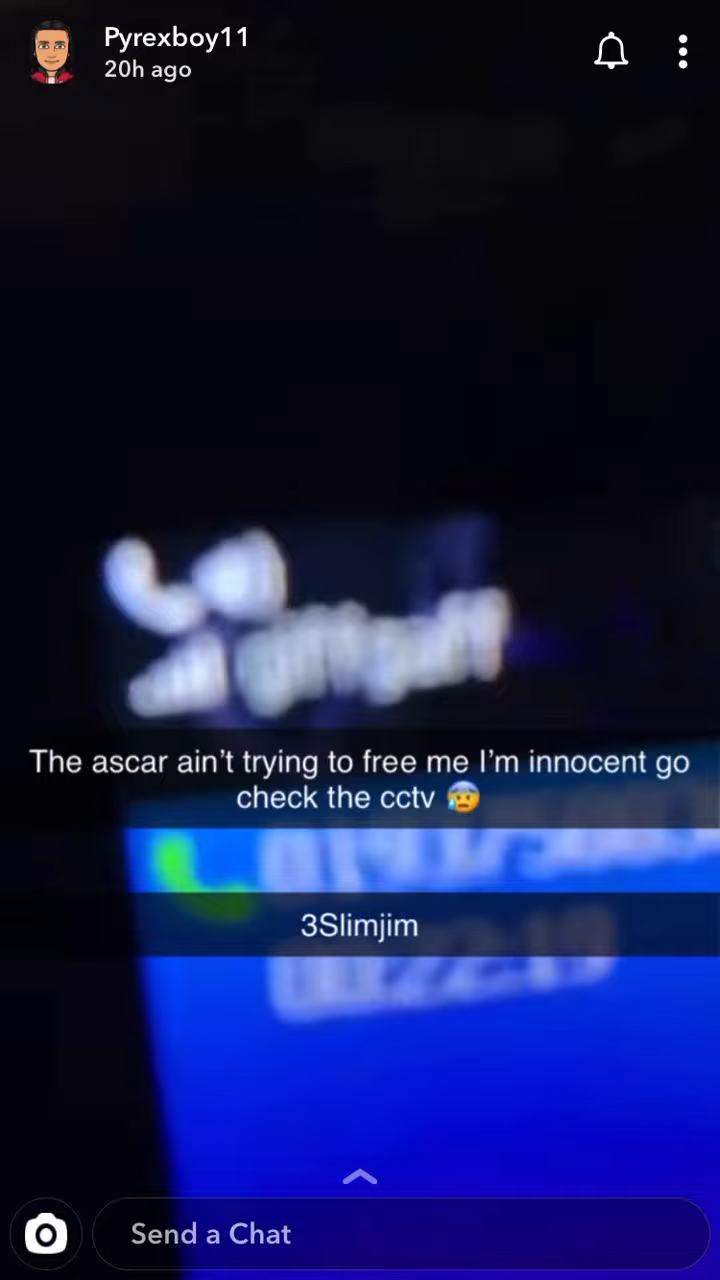 Pyrexboy11
20h ago
The ascar ain't trying to free me I'm innocent go
check the cctv 😰
3Slimjim
Send a Chat